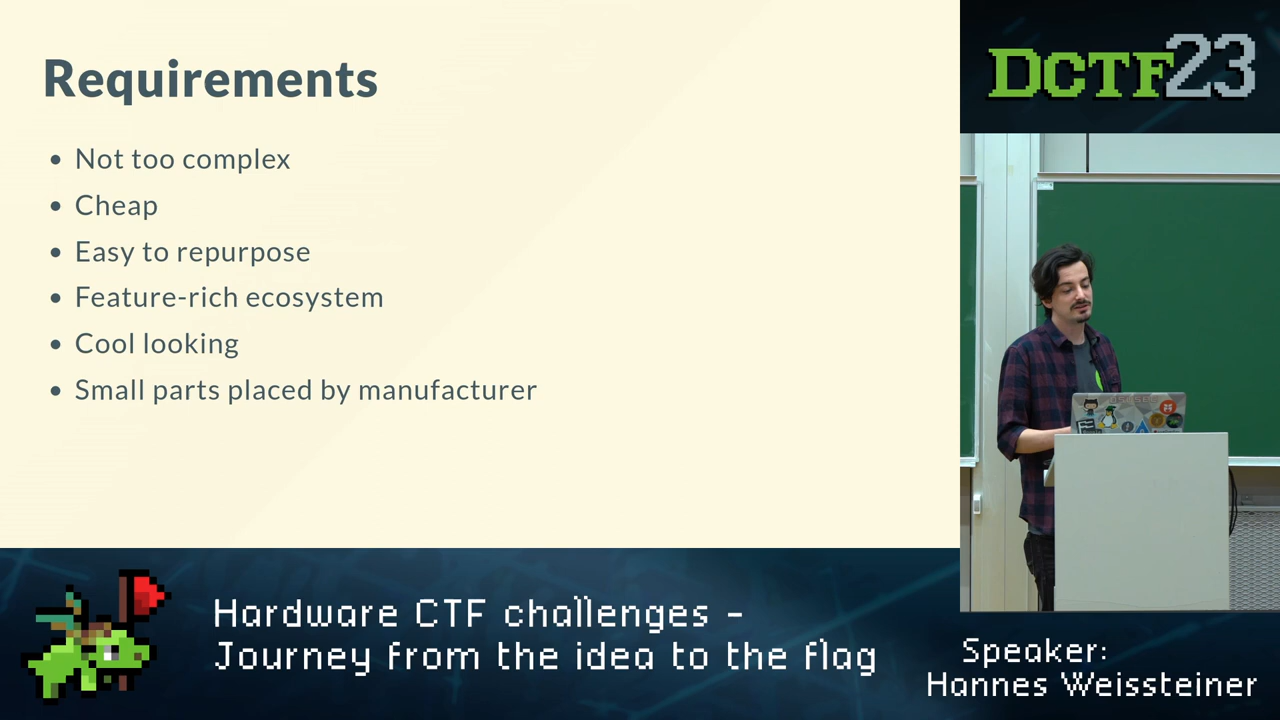 Requirements
Not too complex
Cheap
Easy to repurpose
Feature-rich ecosystem
Cool looking
Small parts placed by manufacturer
DCTF23
Hardware CTF challenges -
Journey from the idea to the flag
Speaker:
Hannes Weissteiner